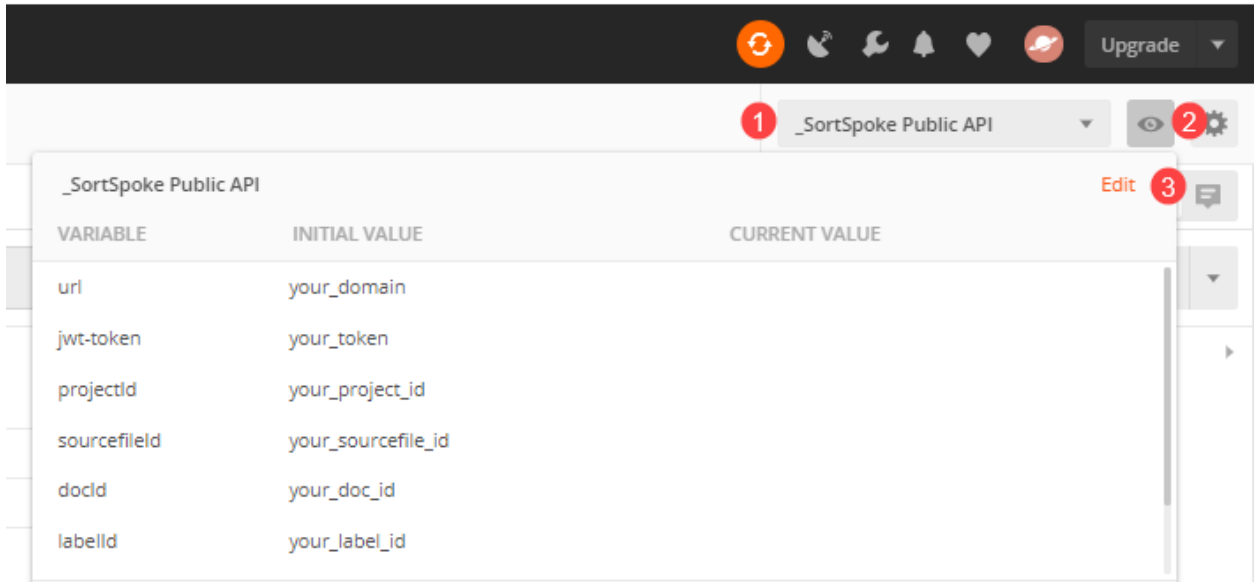 Upgrade
1 _SortSpoke Public API 2
_SortSpoke Public API Edit 3
VARIABLE INITIAL VALUE CURRENT VALUE
url your_domain
jwt-token your_token
projectId your_project_id
sourcefileId your_sourcefile_id
docId your_doc_id
labelId your_label_id